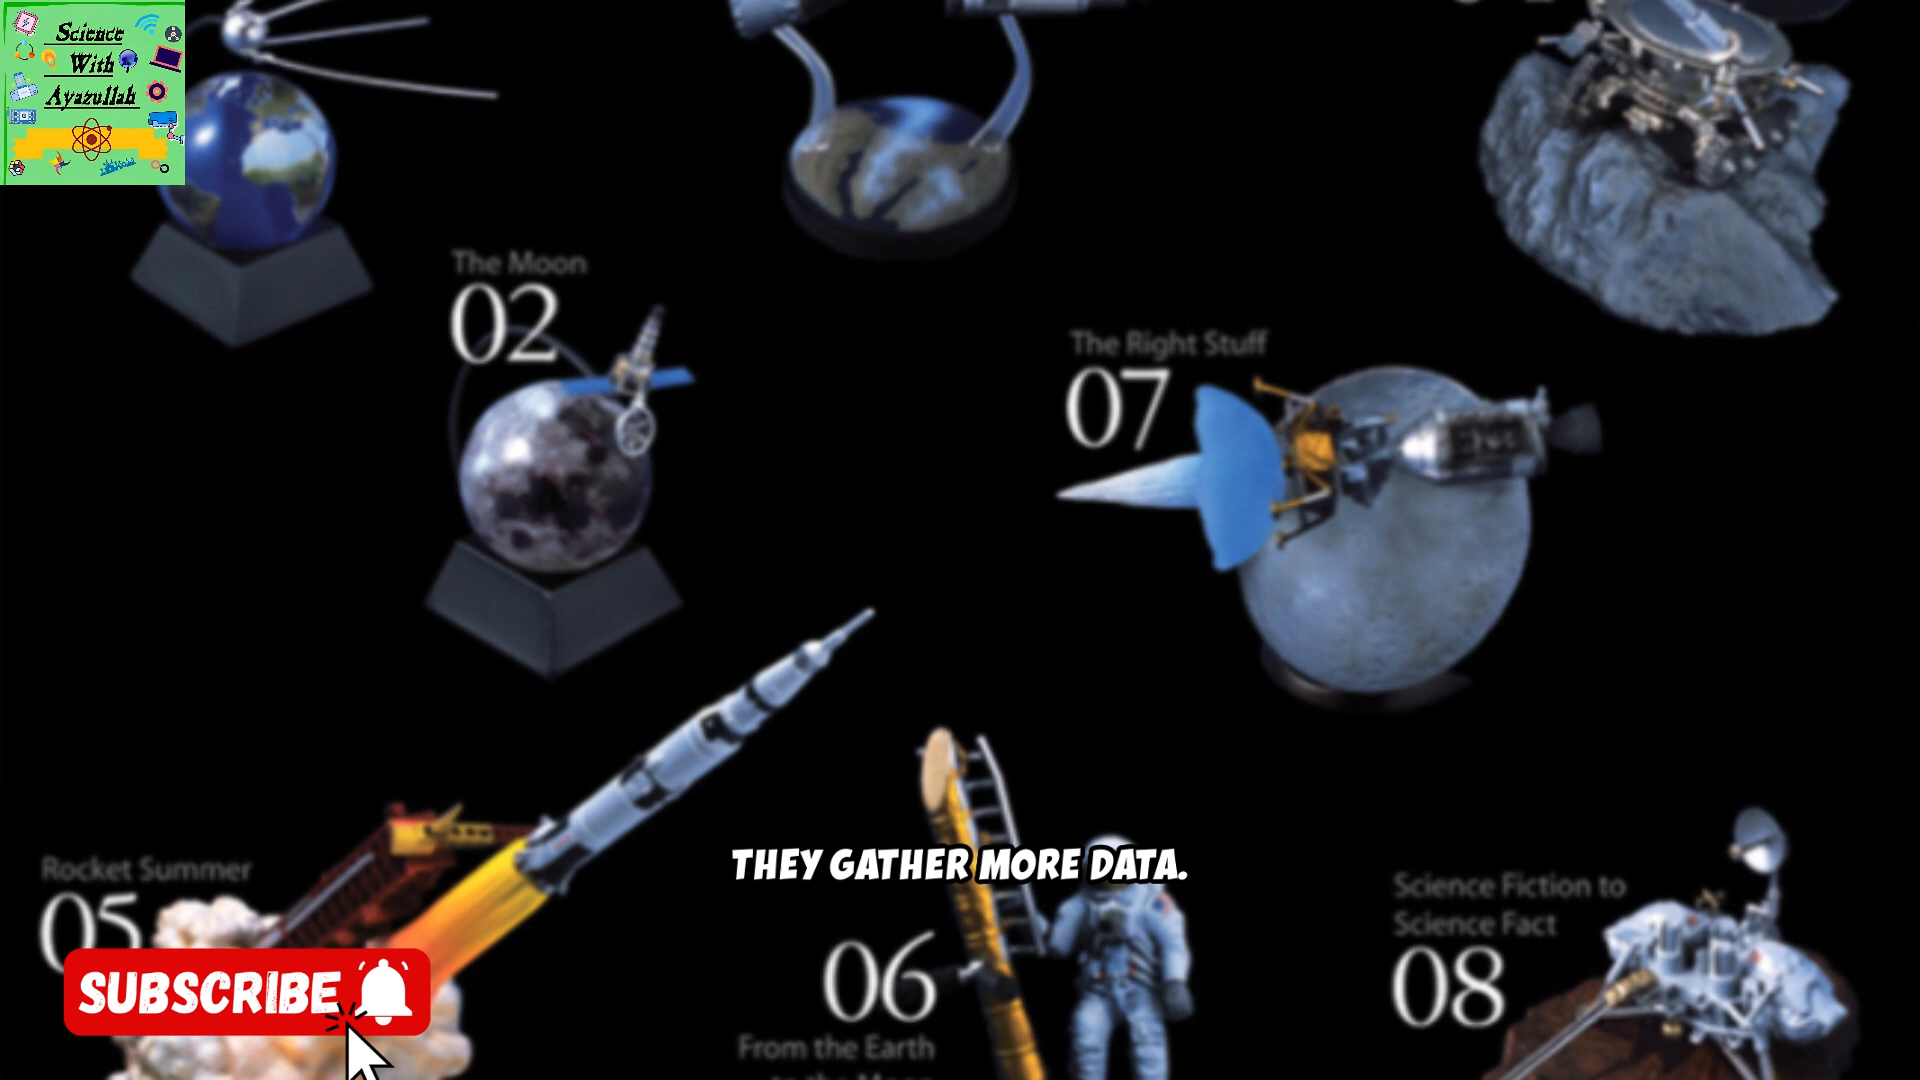 Science
With
Ayazullah
The Moon
02
The Right Stuff
07
Rocket Summer
05
THEY GATHER MORE DATA.
06
From the Earth
Science Fiction to
Science Fact
08
SUBSCRIBE